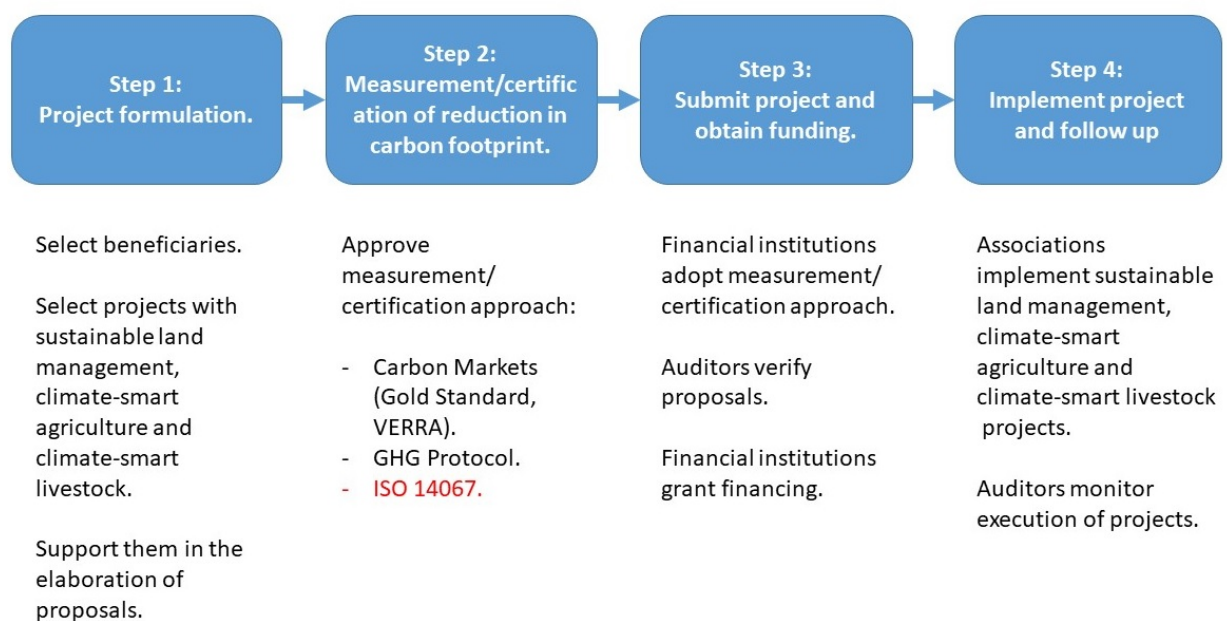 Step 1:
Project formulation.
Step 2:
Measurement/certific
ation of reduction in
carbon footprint.
Step 3:
Submit project and
obtain funding.
Step 4:
Implement project
and follow up
Select beneficiaries.
Select projects with
sustainable land
management,
climate-smart
agriculture and
climate-smart
livestock.
Support them in the
elaboration of
proposals.
Approve
measurement/
certification approach:
- Carbon Markets
(Gold Standard,
VERRA).
- GHG Protocol.
- ISO 14067.
Financial institutions
adopt measurement/
certification approach.
Auditors verify
proposals.
Financial institutions
grant financing.
Associations
implement sustainable
land management,
climate-smart
agriculture and
climate-smart livestock
projects.
Auditors monitor
execution of projects.